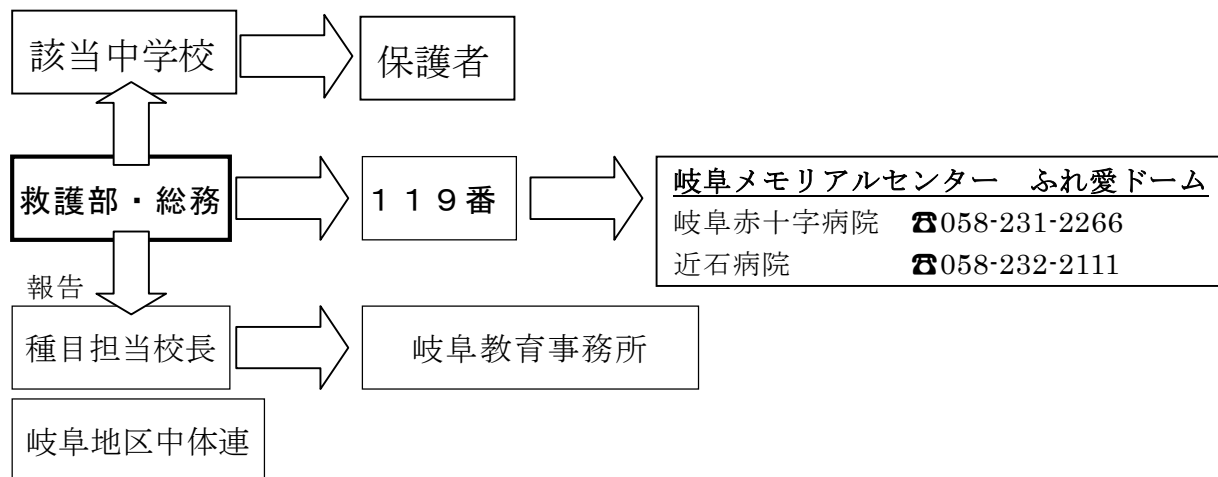 該当中学校
保護者
救護部・総務
１１９番
岐阜メモリアルセンター　ふれ愛ドーム
岐阜赤十字病院　☎058-231-2266
近石病院　　　　☎058-232-2111
報告
種目担当校長
岐阜教育事務所
岐阜地区中体連